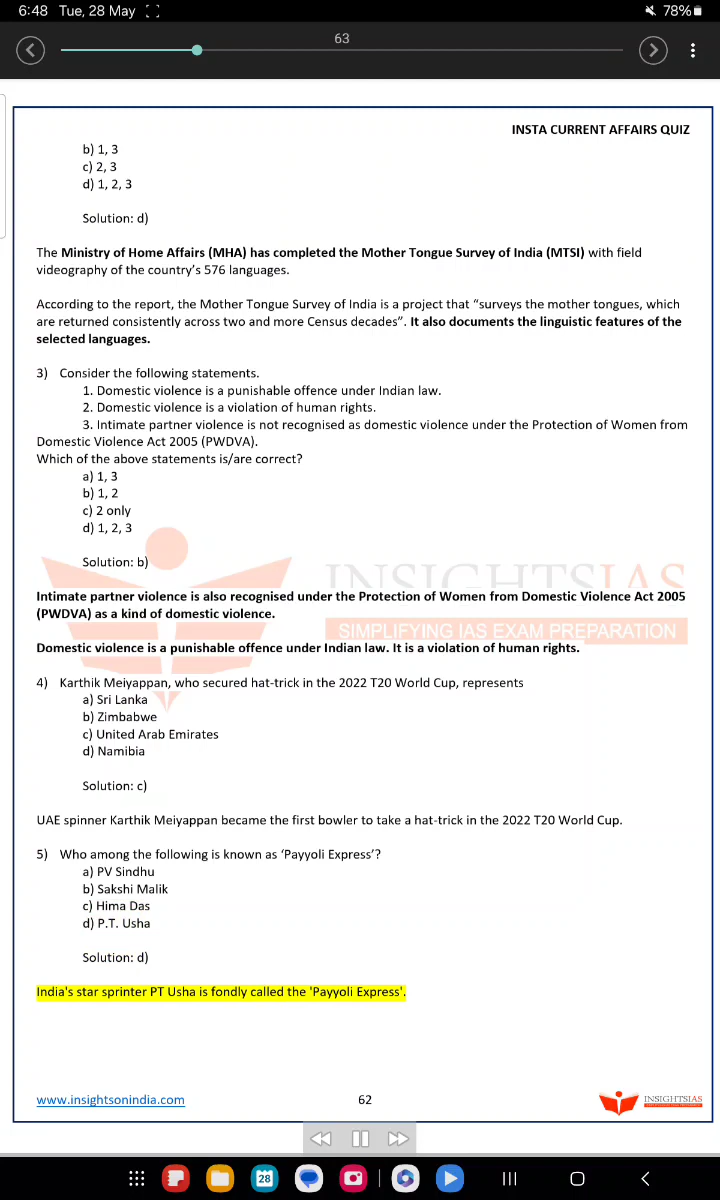 6:48 Tue, 28 May
78%
63
INSTA CURRENT AFFAIRS QUIZ
b) 1, 3
c) 2, 3
d) 1, 2, 3
Solution: d)
The Ministry of Home Affairs (MHA) has completed the Mother Tongue Survey of India (MTSI) with field
videography of the country's 576 languages.
According to the report, the Mother Tongue Survey of India is a project that “surveys the mother tongues, which
are returned consistently across two and more Census decades”. It also documents the linguistic features of the
selected languages.
3) Consider the following statements.
1. Domestic violence is a punishable offence under Indian law.
2. Domestic violence is a violation of human rights.
3. Intimate partner violence is not recognised as domestic violence under the Protection of Women from
Domestic Violence Act 2005 (PWDVA).
Which of the above statements is/are correct?
a) 1, 3
b) 1, 2
c) 2 only
d) 1, 2, 3
Solution: b)
INSIGHTSIAS
Intimate partner violence is also recognised under the Protection of Women from Domestic Violence Act 2005
(PWDVA) as a kind of domestic violence.
SIMPLIFYING IAS EXAM PREPARATION
Domestic violence is a punishable offence under Indian law. It is a violation of human rights.
4) Karthik Meiyappan, who secured hat-trick in the 2022 T20 World Cup, represents
a) Sri Lanka
b) Zimbabwe
c) United Arab Emirates
d) Namibia
Solution: c)
UAE spinner Karthik Meiyappan became the first bowler to take a hat-trick in the 2022 T20 World Cup.
5) Who among the following is known as ‘Payyoli Express’?
a) PV Sindhu
b) Sakshi Malik
c) Hima Das
d) P.T. Usha
Solution: d)
India's star sprinter PT Usha is fondly called the 'Payyoli Express'.
www.insightsonindia.com
62
INSIGHTSIAS
28